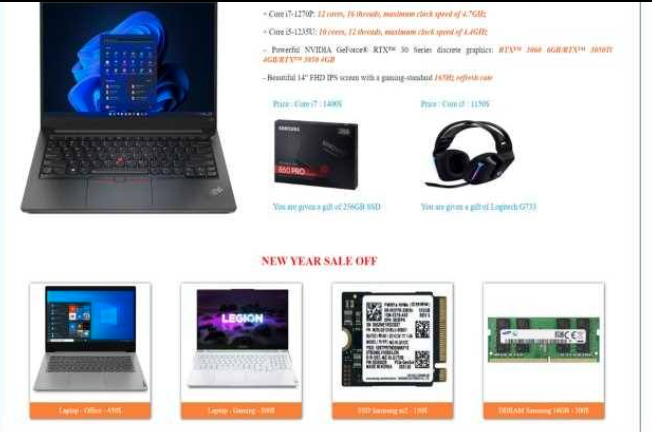 + Core i7-1270P: 12 cores, 16 threads, maximum clock speed of 4.7GHz
+ Core i5-1235U: 10 cores, 12 threads, maximum clock speed of 4.4GHz
- Powerful NVIDIA GeForce® RTX™ 30 Series discrete graphics: RTX™ 3060 6GB/RTX™ 3050TI
4GB/RTX™ 3050 4GB
- Beautiful 14" FHD IPS screen with a gaming-standard 165Hz refresh rate
Price : Core i7 : 1400$
Price : Core i5 : 1150$
SAMSUNG
860 PRO
You are given a gift of 256GB SSD
You are given a gift of Logitech G733
NEW YEAR SALE OFF
LEGION
Laptop - Office - 450$
Laptop - Gaming - 800$
SSD Samsung m2 - 150$
DDRAM Samsung 16GB - 300$